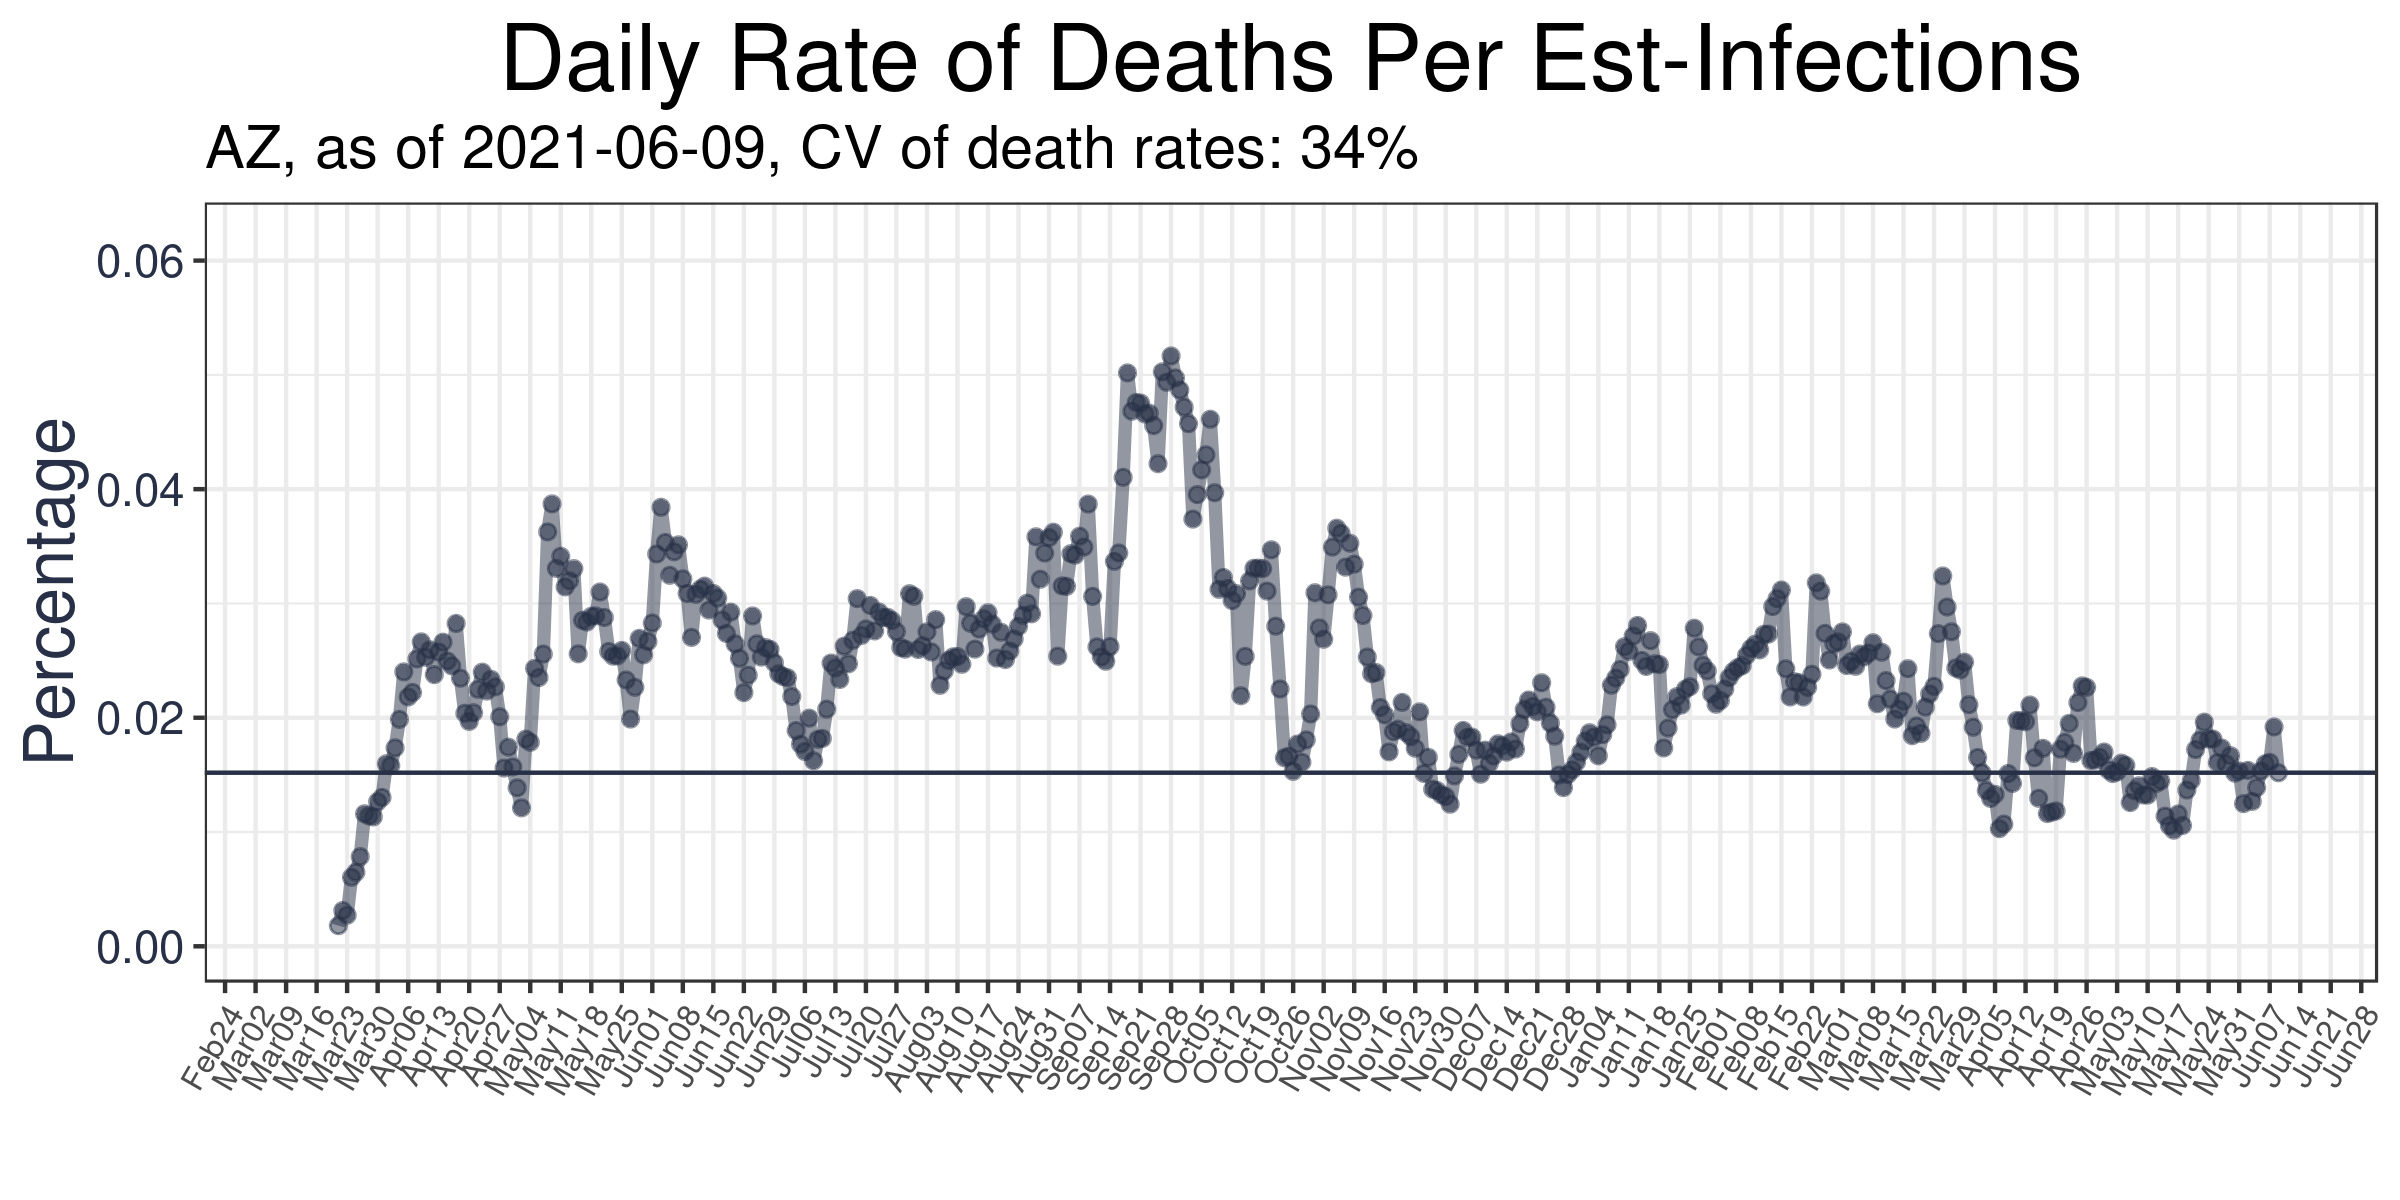 Daily Rate of Deaths Per Est-Infections
AZ, as of 2021-06-09, CV of death rates: 34%
Percentage
0.06
0.04
0.02
0.00
Feb24
Mar02
Mar09
Mar16
Mar23
Mar30
Apr06
Apr13
Apr20
Apr27
May04
May11
May18
May25
Jun01
Jun08
Jun15
Jun22
Jun29
Jul06
Jul13
Jul20
Jul27
Aug03
Aug10
Aug17
Aug24
Aug31
Sep07
Sep14
Sep21
Sep28
Oct05
Oct12
Oct19
Oct26
Nov02
Nov09
Nov16
Nov23
Nov30
Dec07
Dec14
Dec21
Dec28
Jan04
Jan11
Jan18
Jan25
Feb01
Feb08
Feb15
Feb22
Mar01
Mar08
Mar15
Mar22
Mar29
Apr05
Apr12
Apr19
Apr26
May03
May10
May17
May24
May31
Jun07
Jun14
Jun21
Jun28